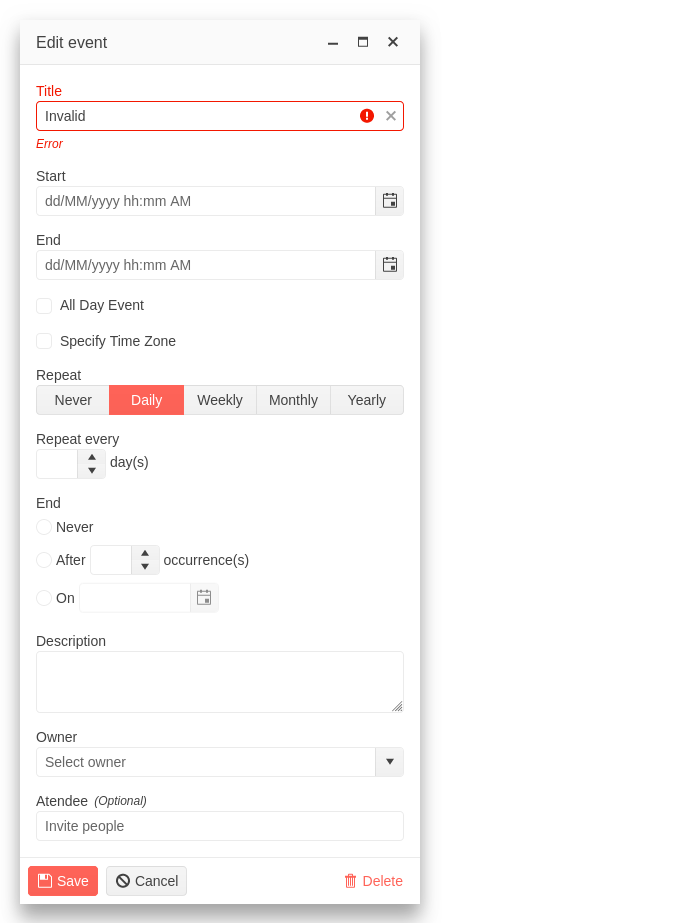 Edit event
Title
Invalid
Error
Start
dd/MM/yyyy hh:mm AM
End
dd/MM/yyyy hh:mm AM
All Day Event
Specify Time Zone
Repeat
Never Daily Weekly Monthly Yearly
Repeat every
day(s)
End
Never
After occurrence(s)
On
Description
Owner
Select owner
Atendee (Optional)
Invite people
Save Cancel Delete